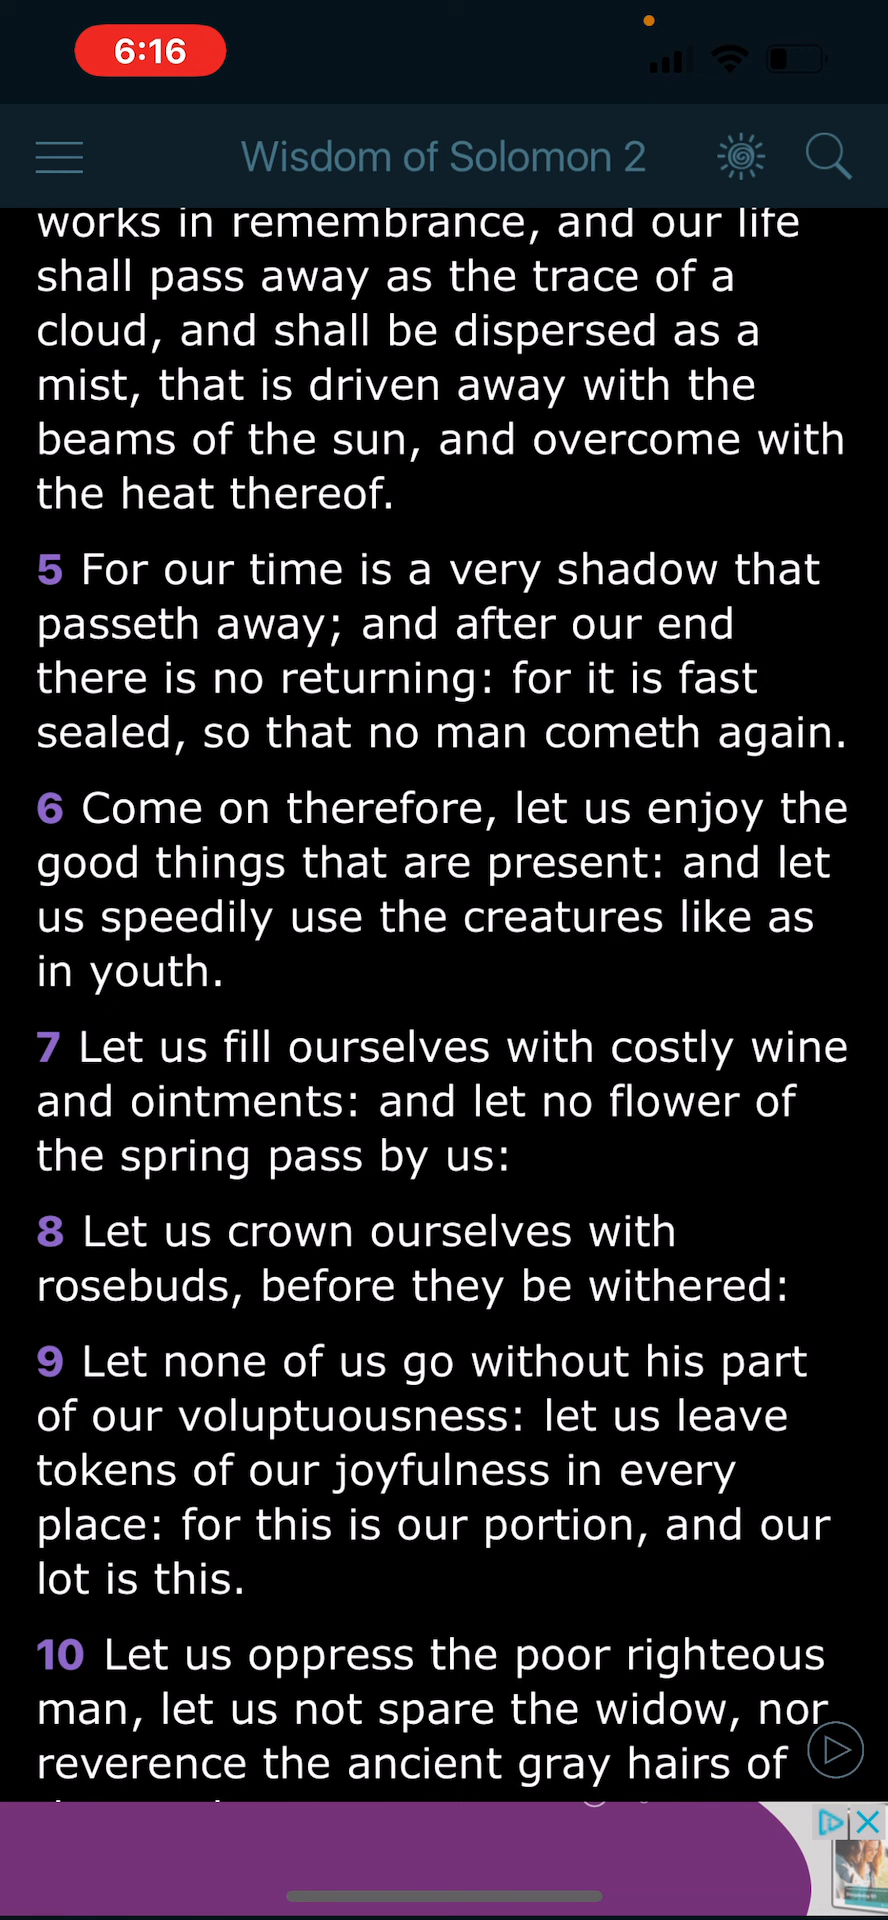 6:16
Wisdom of Solomon 2
works in remembrance, and our life
shall pass away as the trace of a
cloud, and shall be dispersed as a
mist, that is driven away with the
beams of the sun, and overcome with
the heat thereof.
5 For our time is a very shadow that
passeth away; and after our end
there is no returning: for it is fast
sealed, so that no man cometh again.
6 Come on therefore, let us enjoy the
good things that are present: and let
us speedily use the creatures like as
in youth.
7 Let us fill ourselves with costly wine
and ointments: and let no flower of
the spring pass by us:
8 Let us crown ourselves with
rosebuds, before they be withered:
9 Let none of us go without his part
of our voluptuousness: let us leave
tokens of our joyfulness in every
place: for this is our portion, and our
lot is this.
10 Let us oppress the poor righteous
man, let us not spare the widow, nor
reverence the ancient gray hairs of